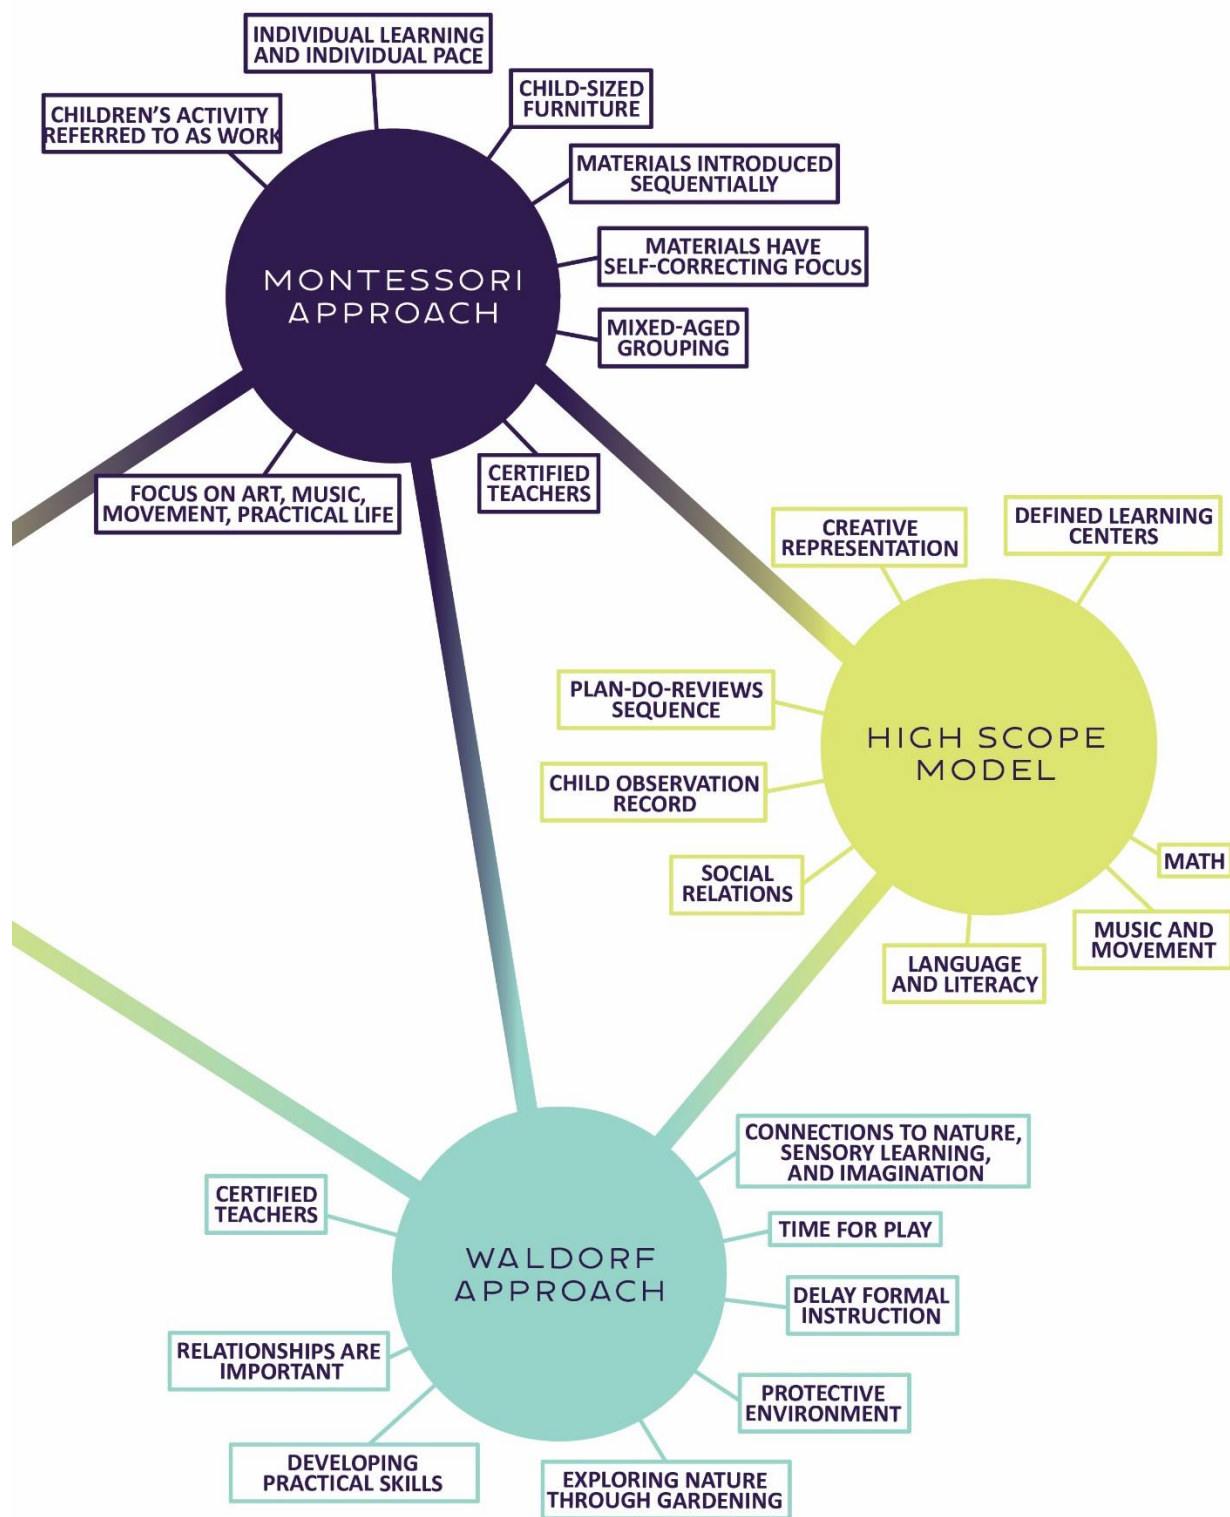 INDIVIDUAL LEARNING
AND INDIVIDUAL PACE
CHILD-SIZED
FURNITURE
CHILDREN'S ACTIVITY
REFERRED TO AS WORK
MATERIALS INTRODUCED
SEQUENTIALLY
MATERIALS HAVE
SELF-CORRECTING FOCUS
MONTESSORI
APPROACH
MIXED-AGED
GROUPING
CERTIFIED
TEACHERS
FOCUS ON ART, MUSIC,
MOVEMENT, PRACTICAL LIFE
CREATIVE
REPRESENTATION
DEFINED LEARNING
CENTERS
PLAN-DO-REVIEWS
SEQUENCE
HIGH SCOPE
MODEL
CHILD OBSERVATION
RECORD
SOCIAL
RELATIONS
MATH
MUSIC AND
MOVEMENT
LANGUAGE
AND LITERACY
CONNECTIONS TO NATURE,
SENSORY LEARNING,
AND IMAGINATION
CERTIFIED
TEACHERS
TIME FOR PLAY
WALDORF
APPROACH
DELAY FORMAL
INSTRUCTION
RELATIONSHIPS ARE
IMPORTANT
PROTECTIVE
ENVIRONMENT
DEVELOPING
PRACTICAL SKILLS
EXPLORING NATURE
THROUGH GARDENING